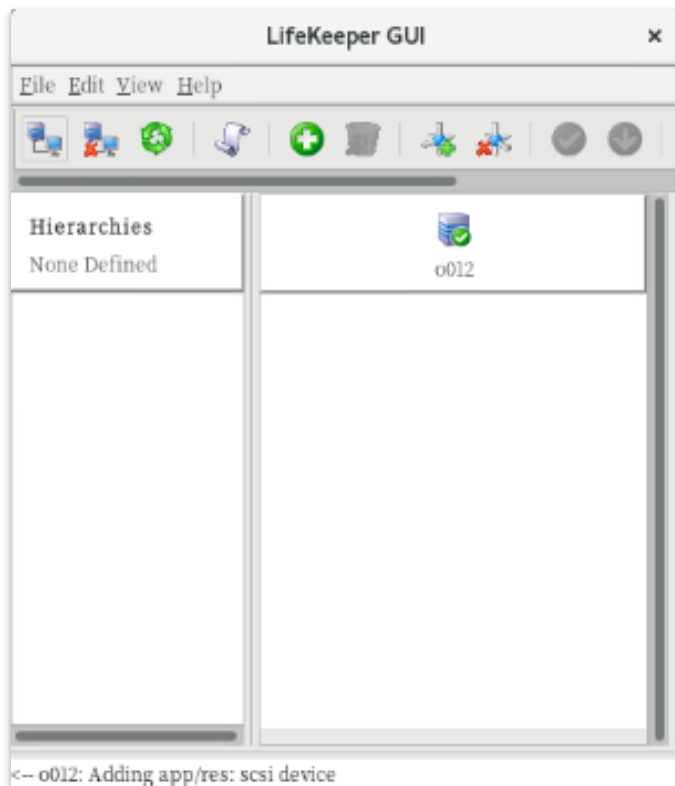 LifeKeeper GUI
File Edit View Help
Hierarchies
None Defined
o012
<-- o012: Adding app/res: scsi device